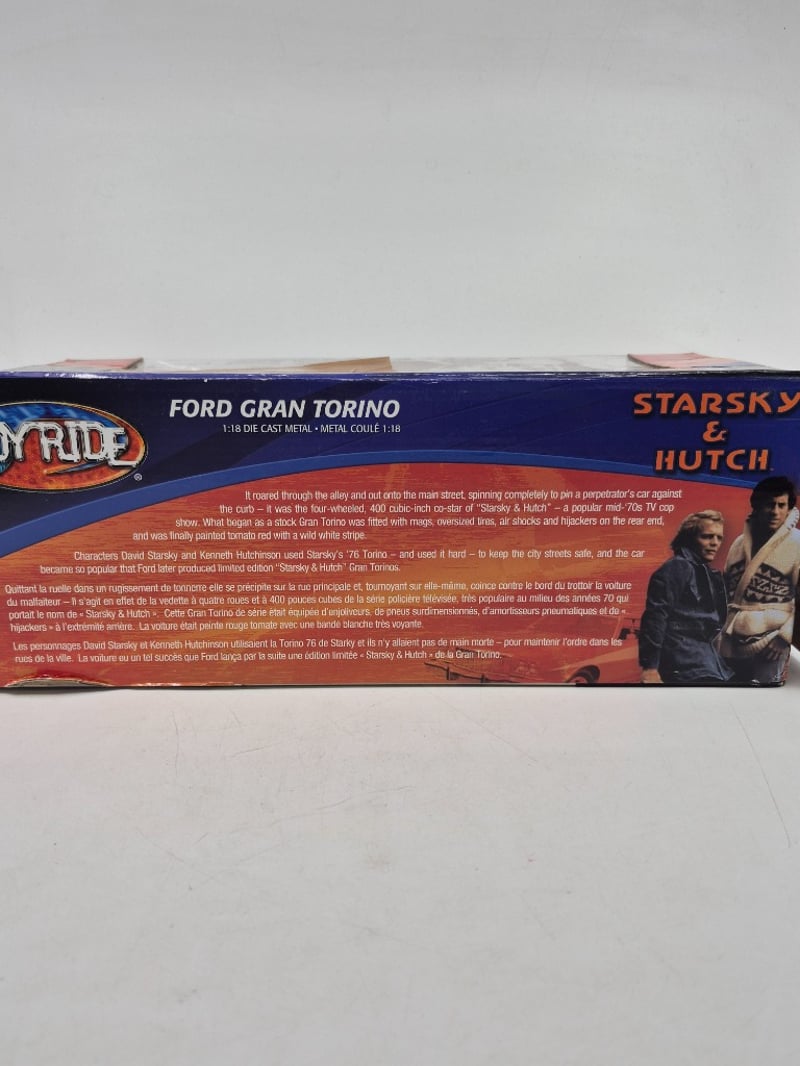 OYRIDE
®
FORD GRAN TORINO
1:18 DIE CAST METAL • METAL COULÉ 1:18
STARSKY
&
HUTCH
It roared through the alley and out onto the main street, spinning completely to pin a perpetrator's car against
the curb – it was the four-wheeled, 400 cubic-inch co-star of "Starsky & Hutch" – a popular mid-'70s TV cop
show. What began as a stock Gran Torino was fitted with mags, oversized tires, air shocks and hijackers on the rear end,
and was finally painted tomato red with a wild white stripe.
Characters David Starsky and Kenneth Hutchinson used Starsky's '76 Torino – and used it hard – to keep the city streets safe, and the car
became so popular that Ford later produced limited edition "Starsky & Hutch" Gran Torinos.
Quittant la ruelle dans un rugissement de tonnerre elle se précipite sur la rue principale et, tournoyant sur elle-même, coince contre le bord du trottoir la voiture
du malfaiteur – Il s'agit en effet de la vedette à quatre roues et à 400 pouces cubes de la série policière télévisée, très populaire au milieu des années 70 qui
portait le nom de « Starsky & Hutch ». Cette Gran Torino de série était équipée d'enjoliveurs, de pneus surdimensionnés, d'amortisseurs pneumatiques et de «
hijackers » à l'extrémité arrière. La voiture était peinte rouge tomate avec une bande blanche très voyante.
Les personnages David Starsky et Kenneth Hutchinson utilisaient la Torino 76 de Starky et ils n'y allaient pas de main morte – pour maintenir l'ordre dans les
rues de la ville. La voiture eu un tel succès que Ford lança par la suite une édition limitée « Starsky & Hutch » de la Gran Torino.